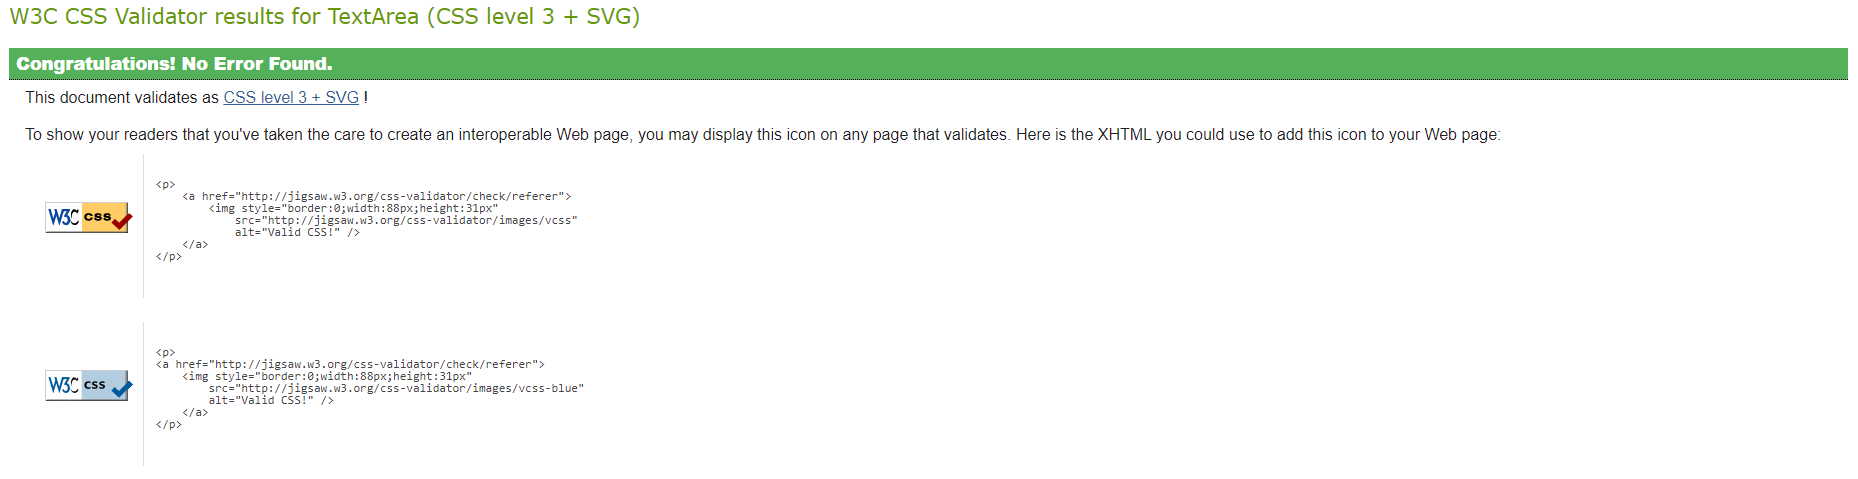 W3C CSS Validator results for TextArea (CSS level 3 + SVG)
Congratulations! No Error Found.
This document validates as CSS level 3 + SVG !
To show your readers that you've taken the care to create an interoperable Web page, you may display this icon on any page that validates. Here is the XHTML you could use to add this icon to your Web page:
W3C css
<p>
    <a href="http://jigsaw.w3.org/css-validator/check/referer">
        <img style="border:0;width:88px;height:31px"
            src="http://jigsaw.w3.org/css-validator/images/vcss"
            alt="Valid CSS!" />
    </a>
</p>
W3C css
<p>
<a href="http://jigsaw.w3.org/css-validator/check/referer">
    <img style="border:0;width:88px;height:31px"
        src="http://jigsaw.w3.org/css-validator/images/vcss-blue"
        alt="Valid CSS!" />
    </a>
</p>